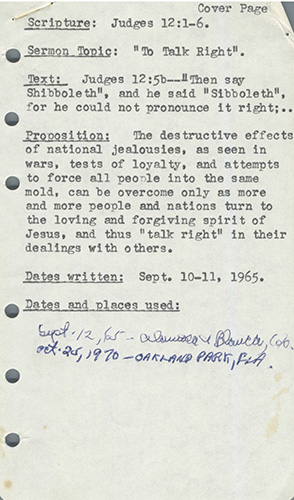 Cover Page
Scripture: Judges 12:1-6.
Sermon Topic: "To Talk Right".
Text: Judges 12:5b--"Then say
Shibboleth", and he said "Sibboleth",
for he could not pronounce it right;..
Proposition: The destructive effects
of national jealousies, as seen in
wars, tests of loyalty, and attempts
to force all people into the same
mold, can be overcome only as more
and more people and nations turn to
the loving and forgiving spirit of
Jesus, and thus "talk right" in their
dealings with others.
Dates written: Sept. 10-11, 1965.
Dates and places used:
Sept. 12, 65 - Alamosa & Blanca, Colo.
Oct. 25, 1970 - OAKLAND PARK, FLA.